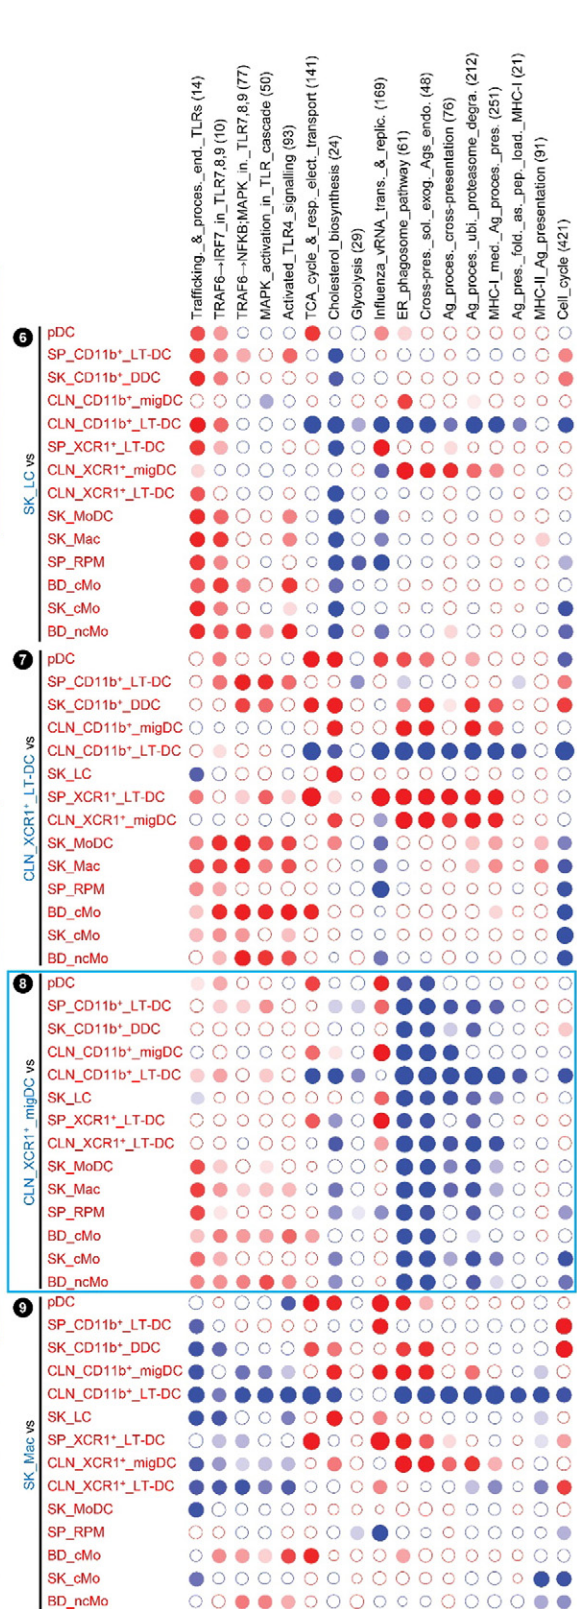 Trafficking._&_proces._end._TLRs (14)
TRAF6→IRF7_in_TLR7,8,9 (10)
TRAF6→NFKB;MAPK_in._TLR7,8,9 (77)
MAPK_activation_in_TLR_cascade (50)
Activated_TLR4_signalling (93)
TCA_cycle_&_resp._elect._transport (141)
Cholesterol_biosynthesis (24)
Glycolysis (29)
Influenza_vRNA_trans._&_replic. (169)
ER_phagosome_pathway (61)
Cross-pres._sol._exog._Ags_endo. (48)
Ag_proces._cross-presentation (76)
Ag_proces._ubi._proteasome_degra. (212)
MHC-I_med._Ag_proces._pres. (251)
Ag_pres._fold._as._pep._load._MHC-I (21)
MHC-II_Ag_presentation (91)
Cell_cycle (421)
6
SK_LC vs
pDC
SP_CD11b⁺_LT-DC
SK_CD11b⁺_DDC
CLN_CD11b⁺_migDC
CLN_CD11b⁺_LT-DC
SP_XCR1⁺_LT-DC
CLN_XCR1⁺_migDC
CLN_XCR1⁺_LT-DC
SK_MoDC
SK_Mac
SP_RPM
BD_cMo
SK_cMo
BD_ncMo
7
CLN_XCR1⁺_LT-DC vs
pDC
SP_CD11b⁺_LT-DC
SK_CD11b⁺_DDC
CLN_CD11b⁺_migDC
CLN_CD11b⁺_LT-DC
SK_LC
SP_XCR1⁺_LT-DC
CLN_XCR1⁺_migDC
SK_MoDC
SK_Mac
SP_RPM
BD_cMo
SK_cMo
BD_ncMo
8
CLN_XCR1⁺_migDC vs
pDC
SP_CD11b⁺_LT-DC
SK_CD11b⁺_DDC
CLN_CD11b⁺_migDC
CLN_CD11b⁺_LT-DC
SK_LC
SP_XCR1⁺_LT-DC
CLN_XCR1⁺_LT-DC
SK_MoDC
SK_Mac
SP_RPM
BD_cMo
SK_cMo
BD_ncMo
9
SK_Mac vs
pDC
SP_CD11b⁺_LT-DC
SK_CD11b⁺_DDC
CLN_CD11b⁺_migDC
CLN_CD11b⁺_LT-DC
SK_LC
SP_XCR1⁺_LT-DC
CLN_XCR1⁺_migDC
CLN_XCR1⁺_LT-DC
SK_MoDC
SP_RPM
BD_cMo
SK_cMo
BD_ncMo